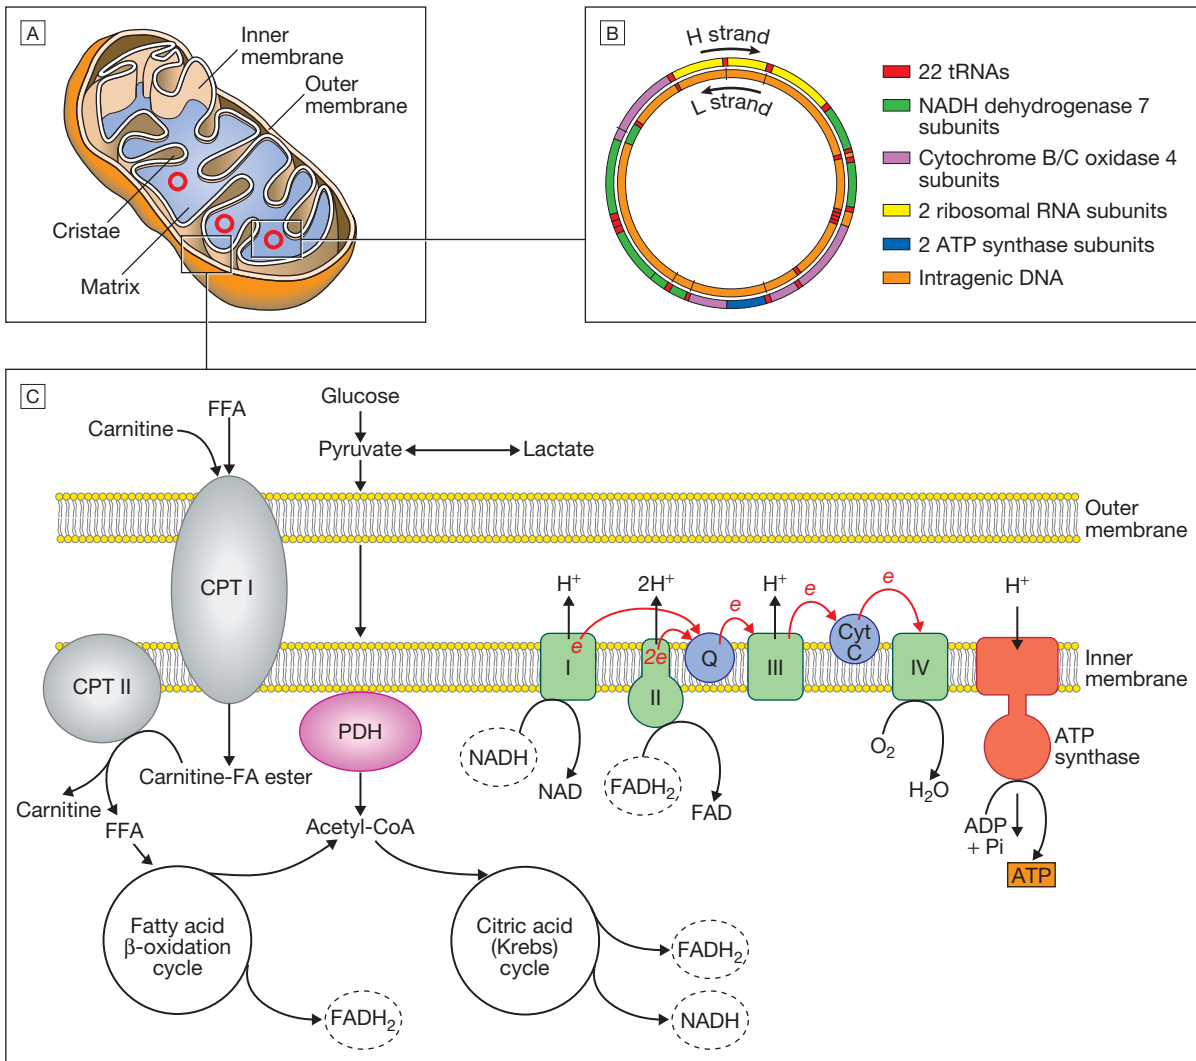 A
Inner
membrane
Outer
membrane
Cristae
Matrix
B
H strand
L strand
22 tRNAs
NADH dehydrogenase 7
subunits
Cytochrome B/C oxidase 4
subunits
2 ribosomal RNA subunits
2 ATP synthase subunits
Intragenic DNA
C
Carnitine
FFA
Glucose
Pyruvate
Lactate
Outer
membrane
CPT I
CPT II
H⁺
2H⁺
H⁺
H⁺
e
e
e
e
2e
I
II
Q
III
Cyt
C
IV
Inner
membrane
PDH
NADH
NAD
FADH₂
FAD
O₂
H₂O
ATP
synthase
ADP
+ Pi
ATP
Carnitine-FA ester
Carnitine
FFA
Acetyl-CoA
Fatty acid
β-oxidation
cycle
Citric acid
(Krebs)
cycle
FADH₂
FADH₂
NADH